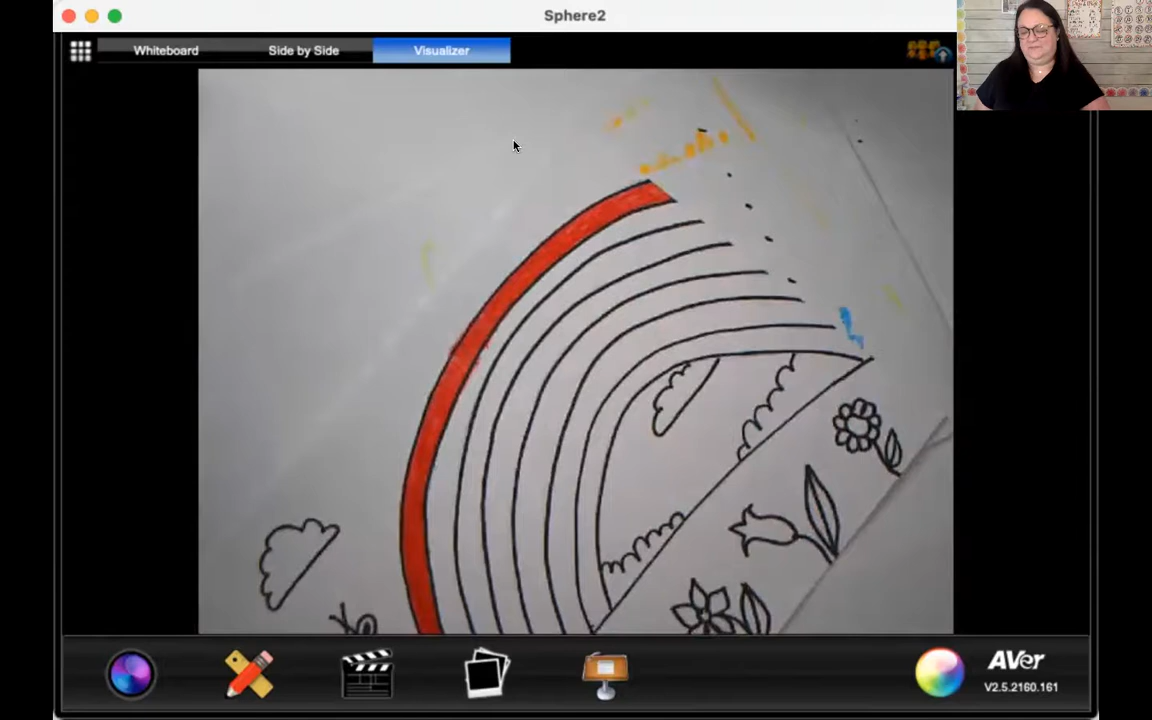 Sphere2
Whiteboard
Side by Side
Visualizer
AVer
V2.5.2160.161